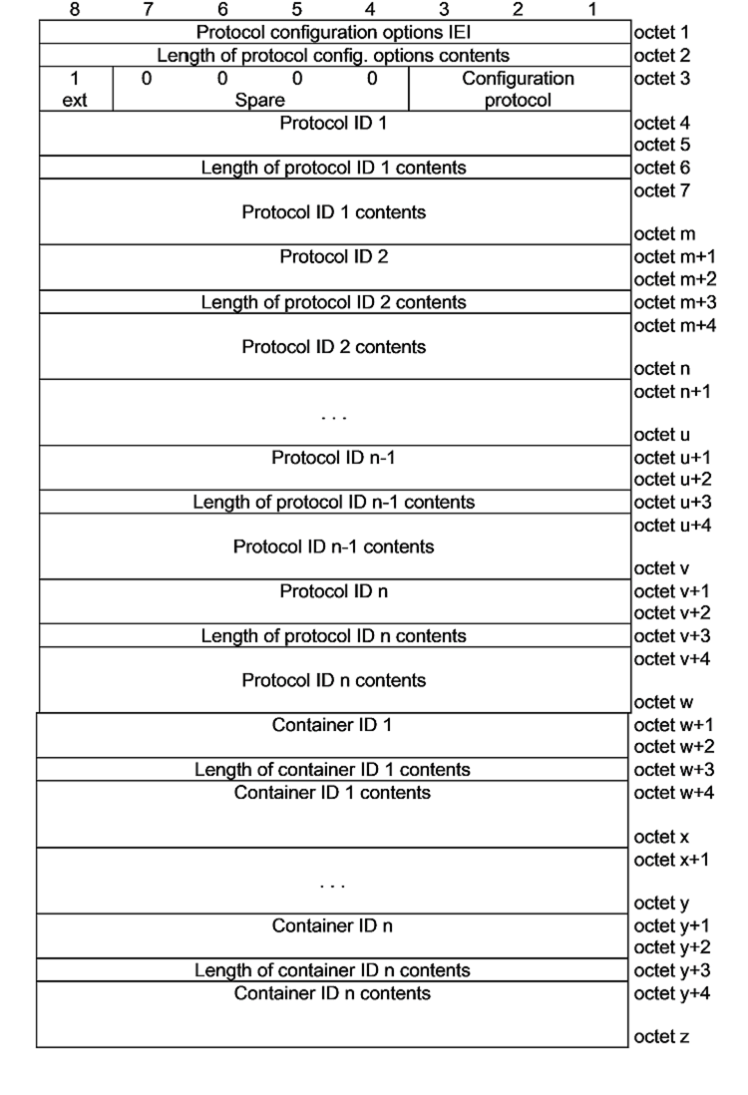 8 7 6 5 4 3 2 1
Protocol configuration options IEI octet 1
Length of protocol config. options contents octet 2
1 0 0 0 0 Configuration octet 3
ext Spare protocol
Protocol ID 1 octet 4
octet 5
Length of protocol ID 1 contents octet 6
octet 7
Protocol ID 1 contents
octet m
Protocol ID 2 octet m+1
octet m+2
Length of protocol ID 2 contents octet m+3
octet m+4
Protocol ID 2 contents
octet n
octet n+1
. . .
octet u
Protocol ID n-1 octet u+1
octet u+2
Length of protocol ID n-1 contents octet u+3
octet u+4
Protocol ID n-1 contents
octet v
Protocol ID n octet v+1
octet v+2
Length of protocol ID n contents octet v+3
octet v+4
Protocol ID n contents
octet w
Container ID 1 octet w+1
octet w+2
Length of container ID 1 contents octet w+3
Container ID 1 contents octet w+4
octet x
octet x+1
. . .
octet y
Container ID n octet y+1
octet y+2
Length of container ID n contents octet y+3
Container ID n contents octet y+4
octet z